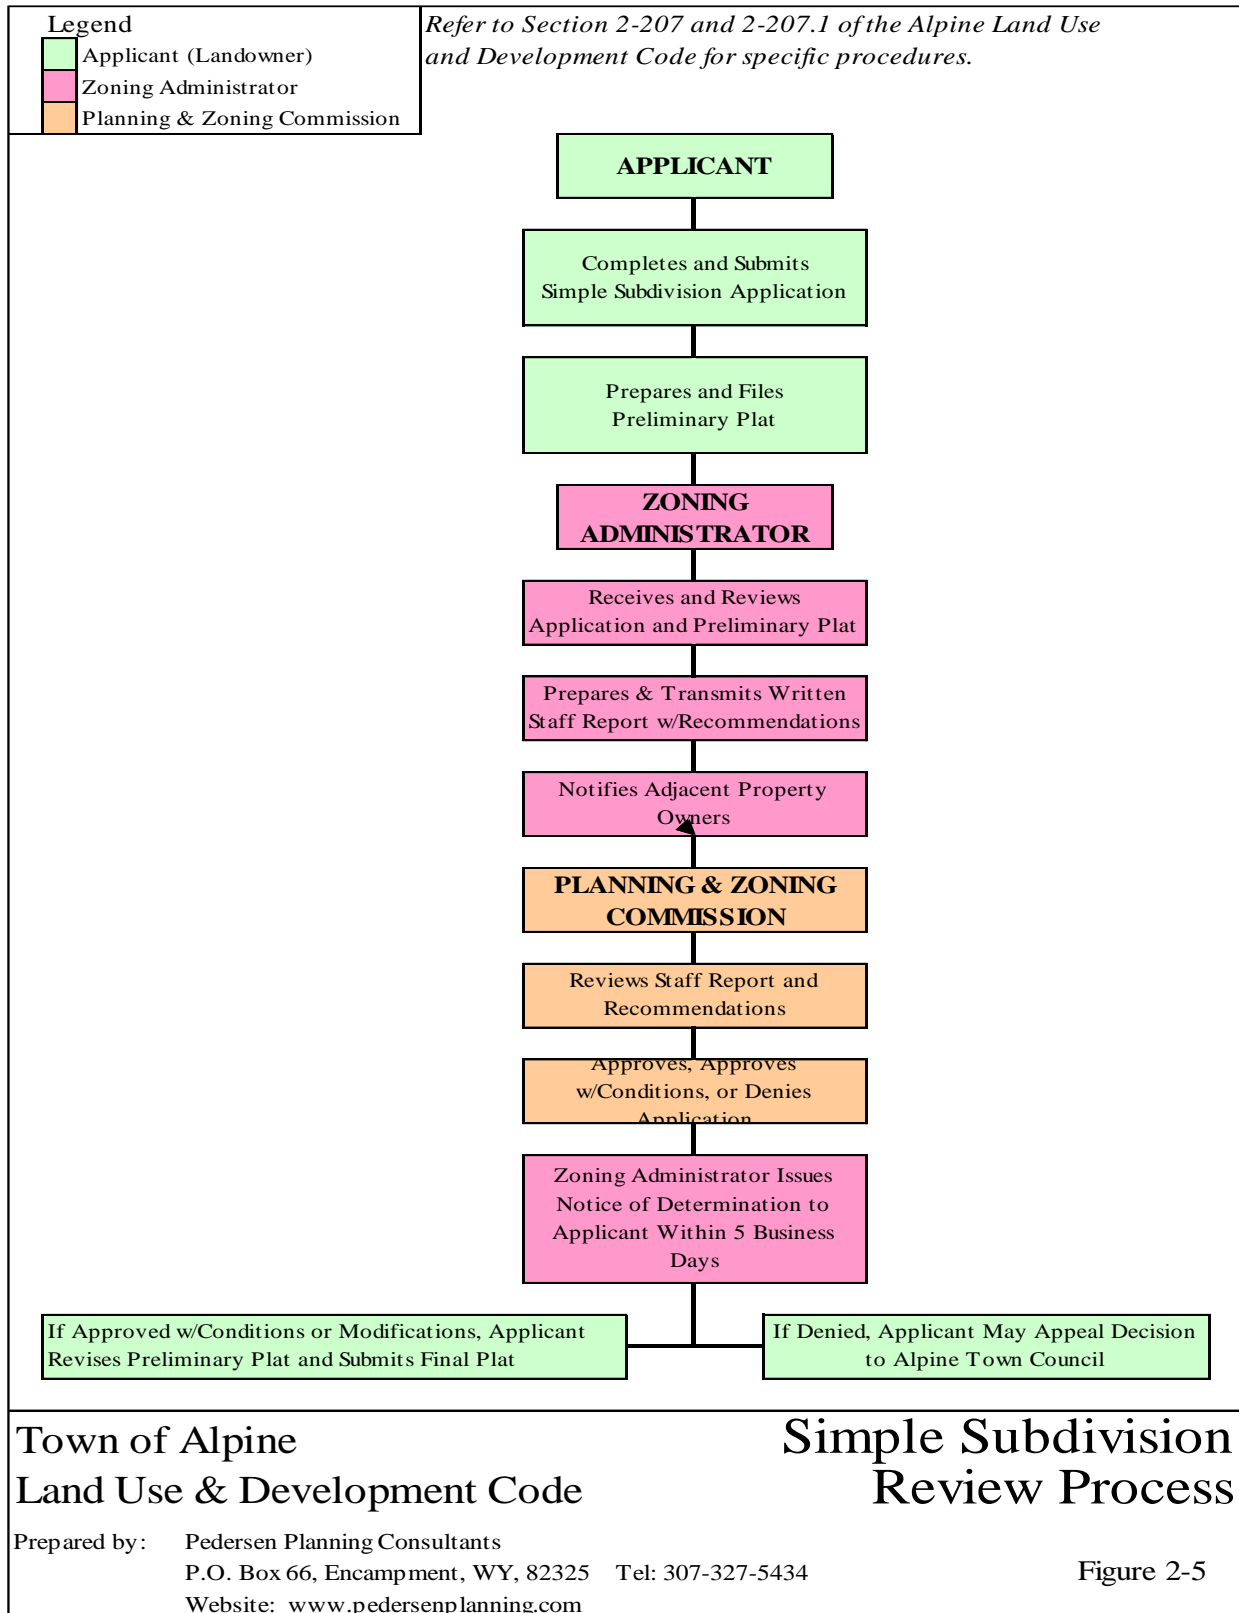 Legend
Applicant (Landowner)
Zoning Administrator
Planning & Zoning Commission
Refer to Section 2-207 and 2-207.1 of the Alpine Land Use
and Development Code for specific procedures.
APPLICANT
Completes and Submits
Simple Subdivision Application
Prepares and Files
Preliminary Plat
ZONING
ADMINISTRATOR
Receives and Reviews
Application and Preliminary Plat
Prepares & Transmits Written
Staff Report w/Recommendations
Notifies Adjacent Property
Owners
PLANNING & ZONING
COMMISSION
Reviews Staff Report and
Recommendations
Approves, Approves
w/Conditions, or Denies
Application
Zoning Administrator Issues
Notice of Determination to
Applicant Within 5 Business
Days
If Approved w/Conditions or Modifications, Applicant
Revises Preliminary Plat and Submits Final Plat
If Denied, Applicant May Appeal Decision
to Alpine Town Council
Town of Alpine
Land Use & Development Code
Simple Subdivision
Review Process
Prepared by: Pedersen Planning Consultants
P.O. Box 66, Encampment, WY, 82325 Tel: 307-327-5434
Website: www.pedersenplanning.com
Figure 2-5